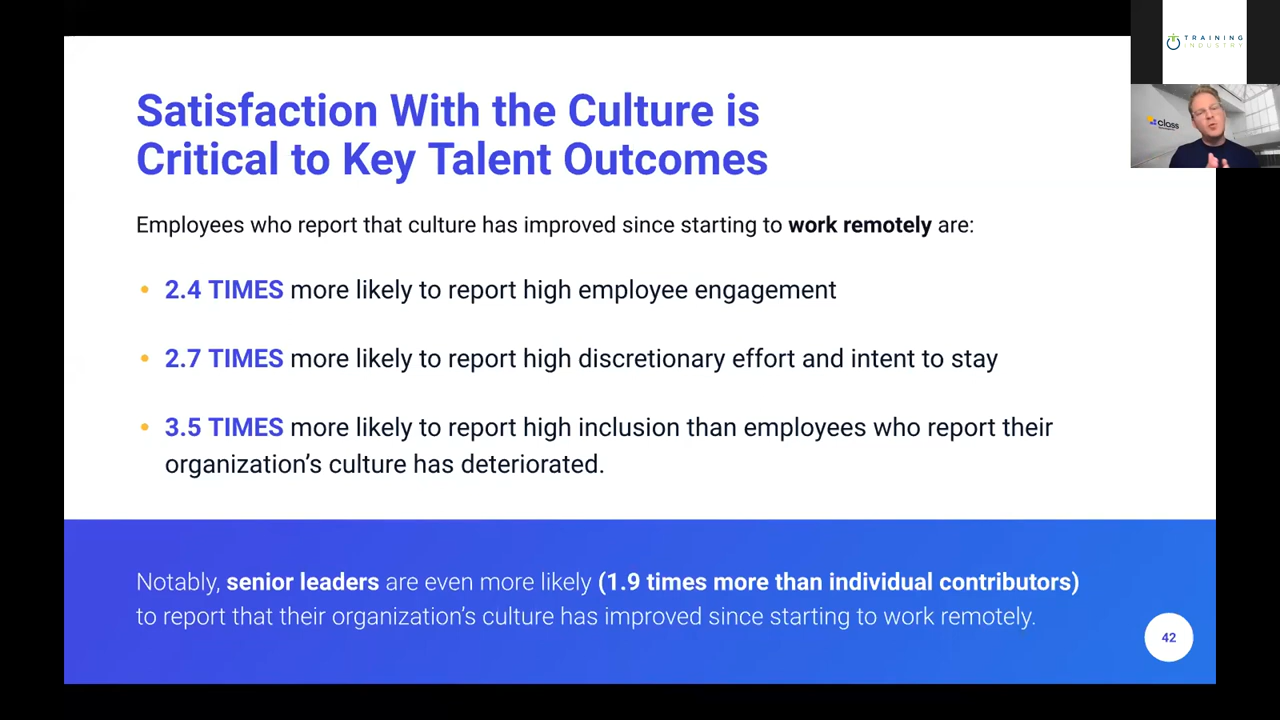 TRAINING
INDUSTRY
class
Satisfaction With the Culture is
Critical to Key Talent Outcomes
Employees who report that culture has improved since starting to work remotely are:
• 2.4 TIMES more likely to report high employee engagement
• 2.7 TIMES more likely to report high discretionary effort and intent to stay
• 3.5 TIMES more likely to report high inclusion than employees who report their
organization’s culture has deteriorated.
Notably, senior leaders are even more likely (1.9 times more than individual contributors)
to report that their organization’s culture has improved since starting to work remotely.
42